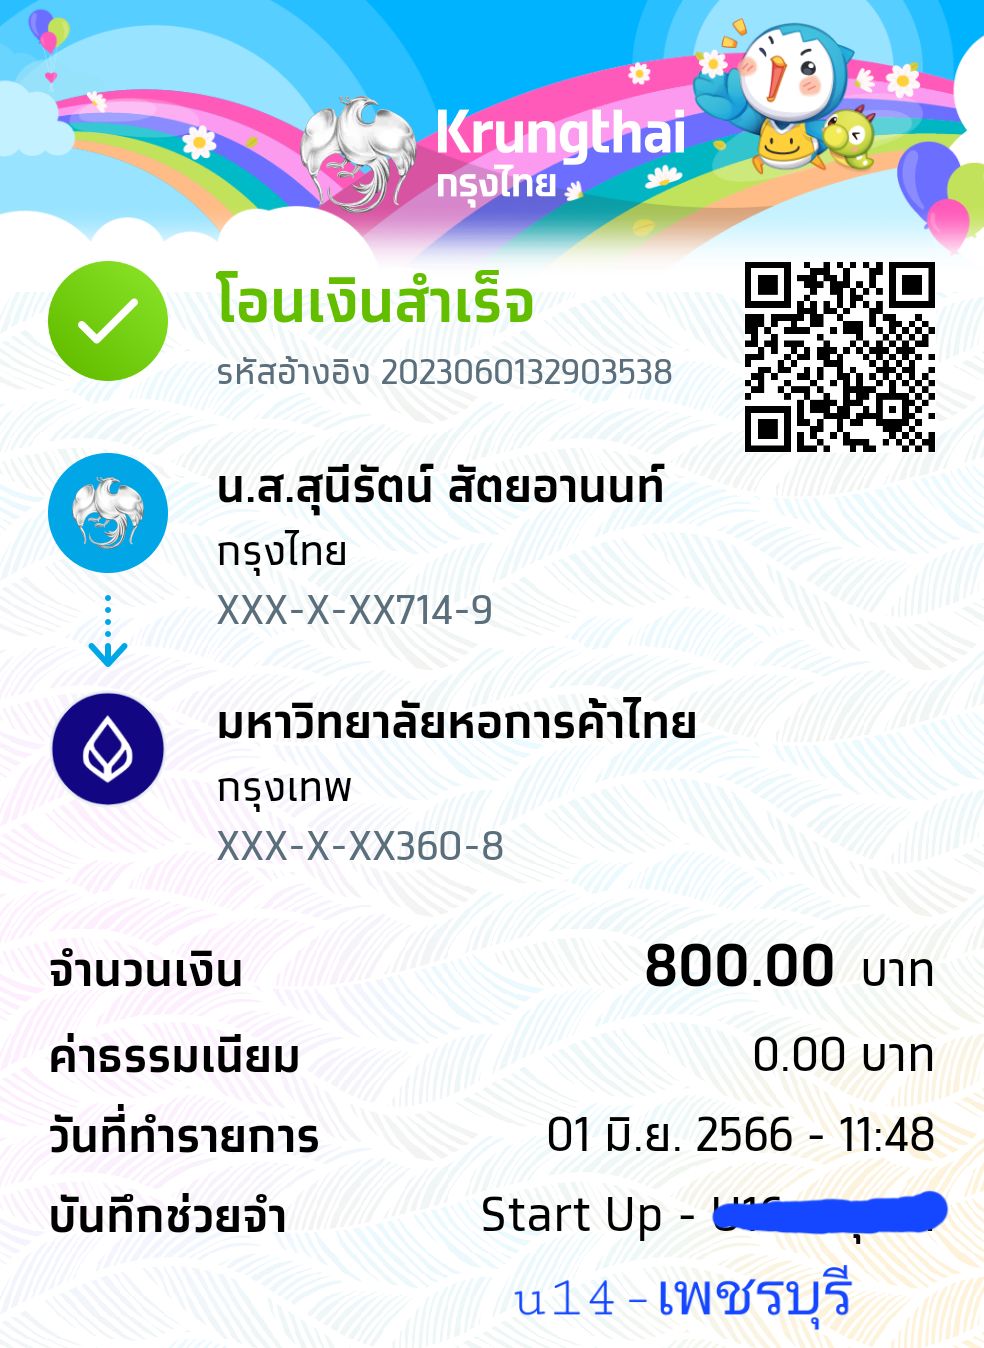 Krungthai
กรุงไทย
โอนเงินสำเร็จ
รหัสอ้างอิง 2023060132903538
น.ส.สุนีรัตน์ สัตยอานนท์
กรุงไทย
XXX-X-XX714-9
มหาวิทยาลัยหอการค้าไทย
กรุงเทพ
XXX-X-XX360-8
จำนวนเงิน 800.00 บาท
ค่าธรรมเนียม 0.00 บาท
วันที่ทำรายการ 01 มิ.ย. 2566 - 11:48
บันทึกช่วยจำ Start Up -
u14-เพชรบุรี